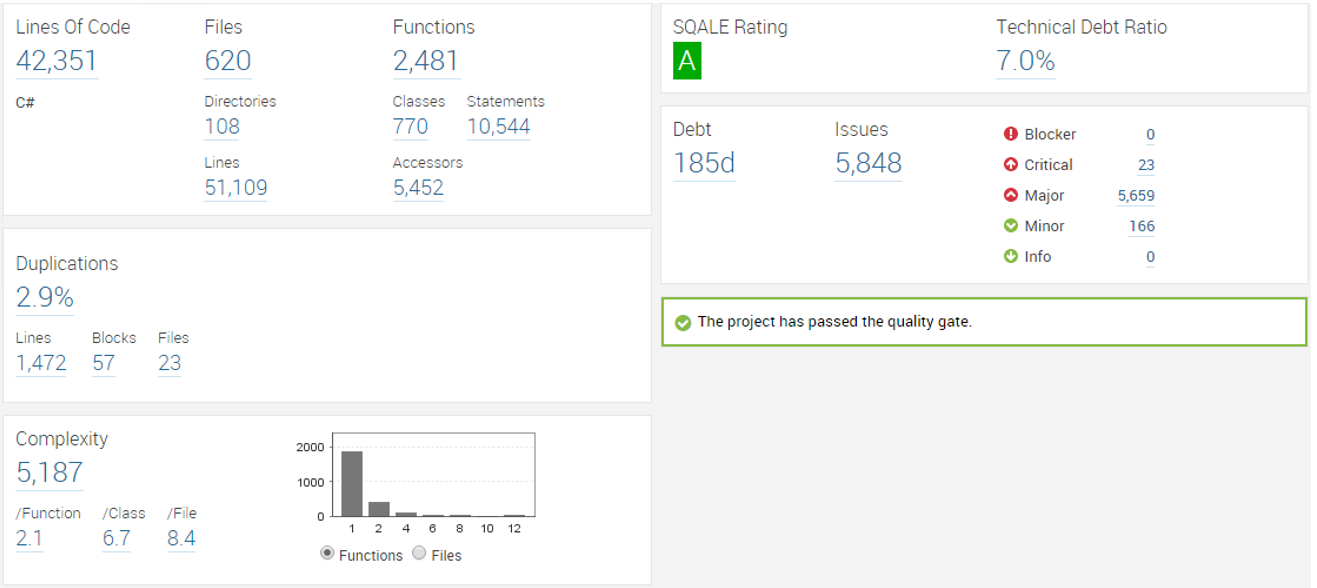 Lines Of Code Files Functions
42,351 620 2,481
C# Directories Classes Statements
108 770 10,544
Lines Accessors
51,109 5,452
Duplications
2.9%
Lines Blocks Files
1,472 57 23
Complexity
5,187
/Function /Class /File
2.1 6.7 8.4
2000
1000
0
1 2 4 6 8 10 12
Functions Files
SQALE Rating Technical Debt Ratio
A 7.0%
Debt Issues
185d 5,848
Blocker 0
Critical 23
Major 5,659
Minor 166
Info 0
The project has passed the quality gate.